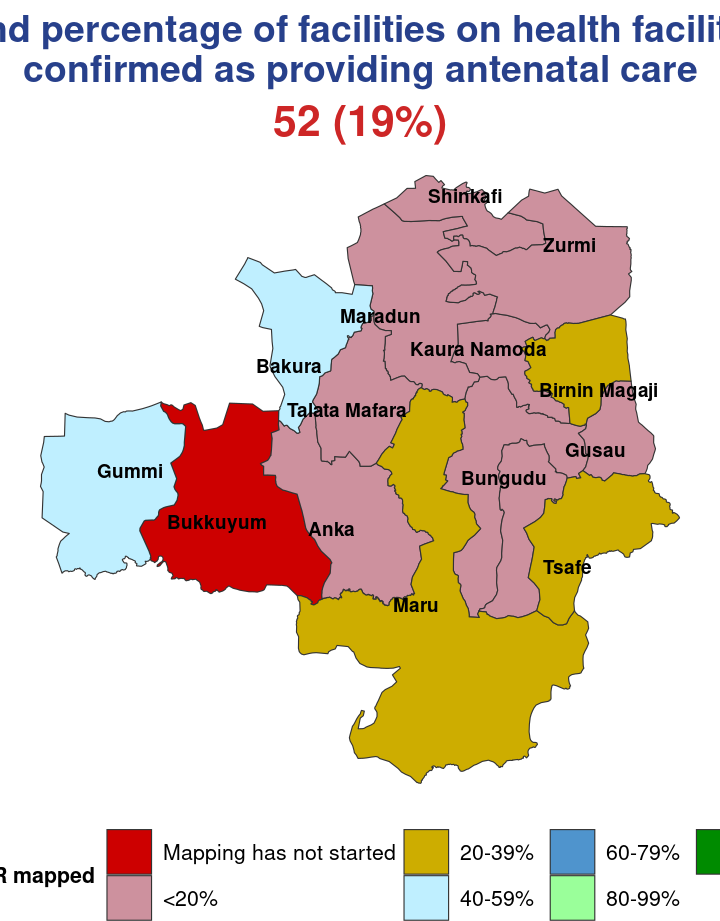 percentage of facilities on health
confirmed as providing antenatal care
52 (19%)
Shinkafi
Zurmi
Maradun
Kaura Namoda
Bakura
Birnin Magaji
Talata Mafara
Gusau
Gummi
Bungudu
Bukkuyum
Anka
Tsafe
Maru
mapped
Mapping has not started
<20%
20-39%
40-59%
60-79%
80-99%